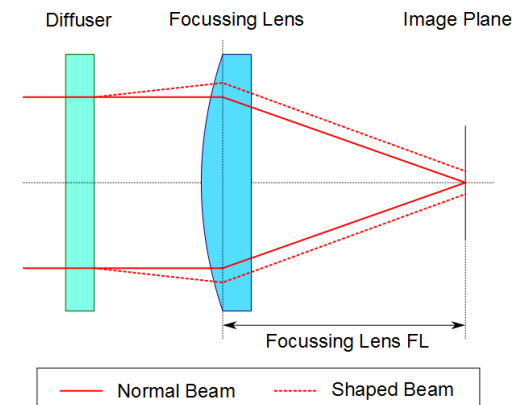 Diffuser
Focussing Lens
Image Plane
Focussing Lens FL
Normal Beam
Shaped Beam